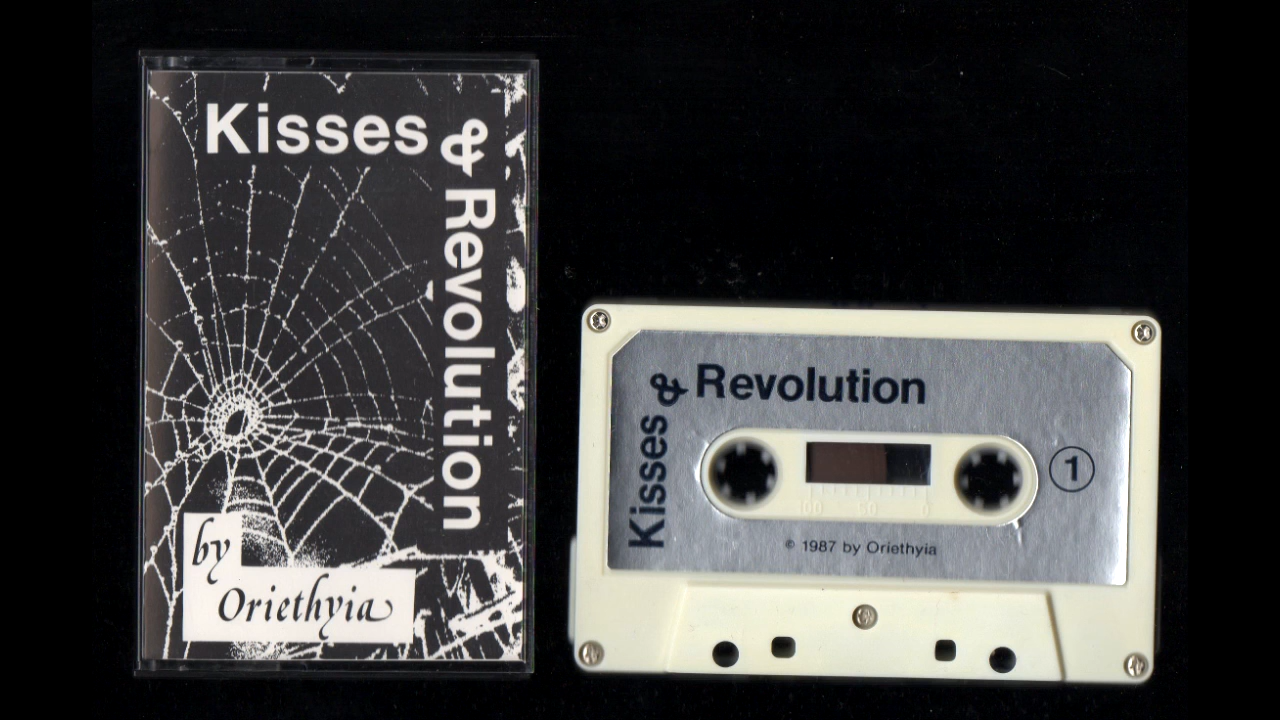 Kisses
& Revolution
by
Oriethyia
Kisses
& Revolution
1
100 50 0
© 1987 by Oriethyia